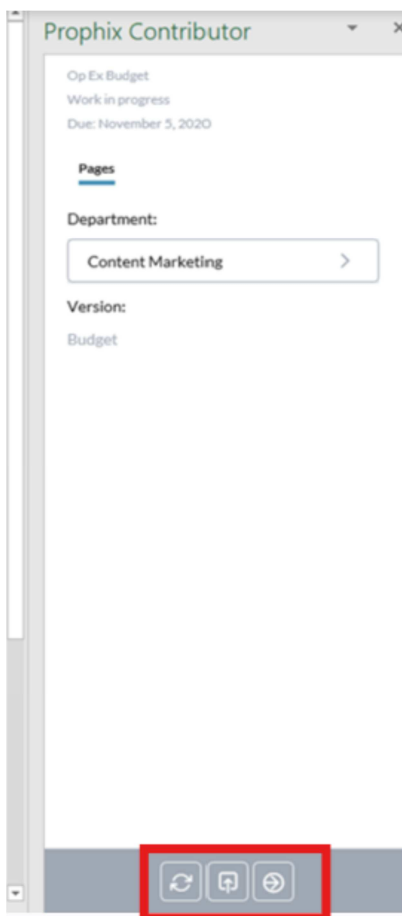 Prophix Contributor
Op Ex Budget
Work in progress
Due: November 5, 2020
Pages
Department:
Content Marketing
Version:
Budget